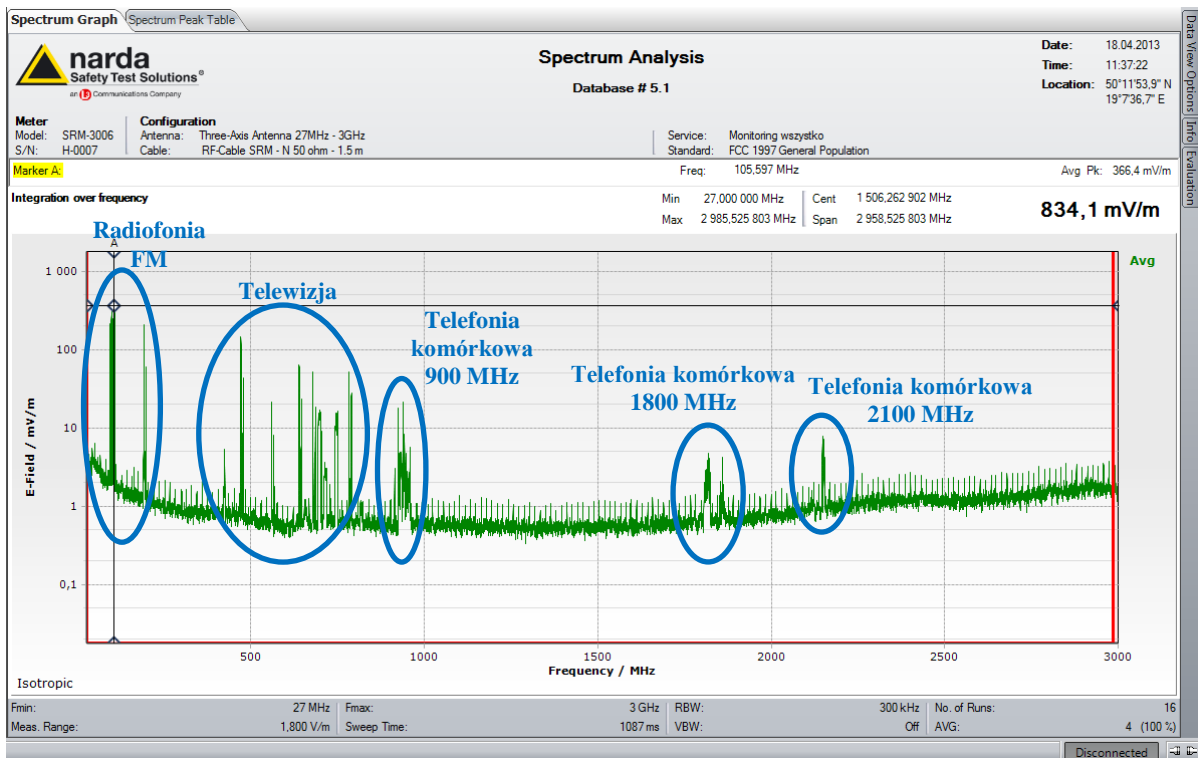 Spectrum Graph
Spectrum Peak Table
narda
Safety Test Solutions®
an Communications Company
Spectrum Analysis
Database # 5.1
Date: 18.04.2013
Time: 11:37:22
Location: 50°11'53,9" N
19°7'36,7" E
Meter
Model: SRM-3006
S/N: H-0007
Configuration
Antenna: Three-Axis Antenna 27MHz - 3GHz
Cable: RF-Cable SRM - N 50 ohm - 1.5 m
Service: Monitoring wszystko
Standard: FCC 1997 General Population
Marker A:
Freq: 105,597 MHz
Avg Pk: 366,4 mV/m
Integration over frequency
Min 27,000 000 MHz
Max 2 985,525 803 MHz
Cent 1 506,262 902 MHz
Span 2 958,525 803 MHz
834,1 mV/m
Radiofonia
FM
A
Telewizja
Telefonia
komórkowa
900 MHz
Telefonia komórkowa
1800 MHz
Telefonia komórkowa
2100 MHz
Avg
E-Field / mV/m
1 000
100
10
1
0,1
500 1000 1500 2000 2500 3000
Frequency / MHz
Isotropic
Fmin: 27 MHz Fmax: 3 GHz RBW: 300 kHz No. of Runs: 16
Meas. Range: 1,800 V/m Sweep Time: 1087 ms VBW: Off AVG: 4 (100 %)
Disconnected
Data View Options
Info
Evaluation